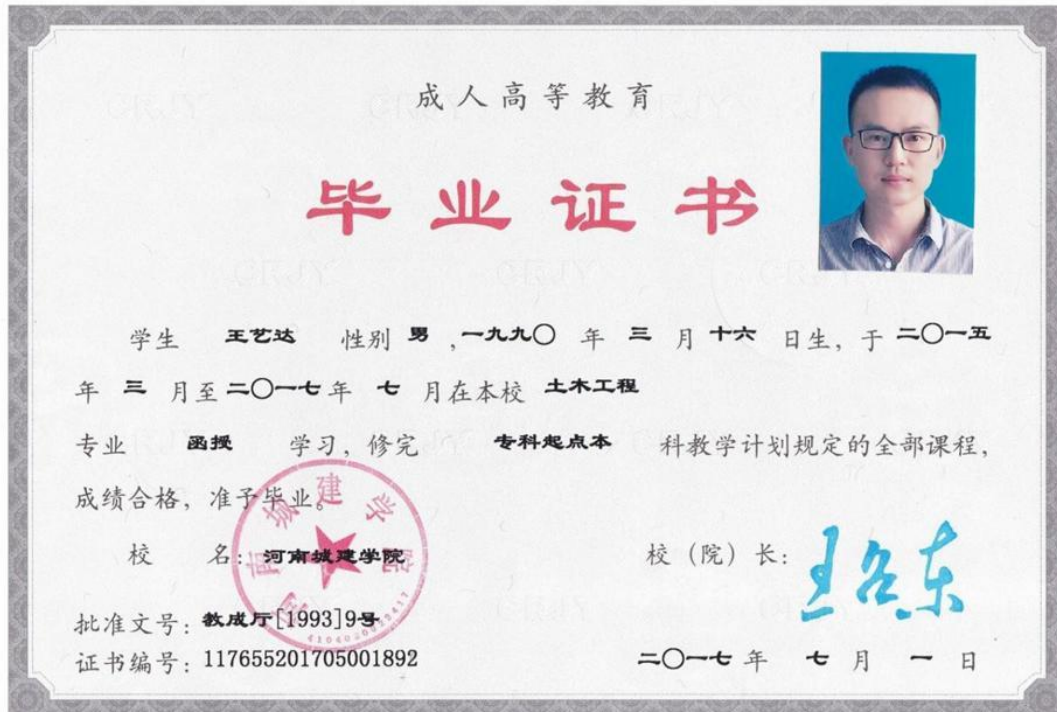 成人高等教育
毕业证书
学生 王艺达 性别 男 ,一九九〇 年 三 月 十六 日生, 于 二〇一五
年 三 月至 二〇一七 年 七 月在本校 土木工程
专业 函授 学习, 修完 专科起点本 科教学计划规定的全部课程,
成绩合格, 准予毕业。
校 名: 河南城建学院
校 (院) 长:
批准文号: 教成厅[1993]9号
证书编号: 117655201705001892
二〇一七 年 七 月 一 日
河南城建学院